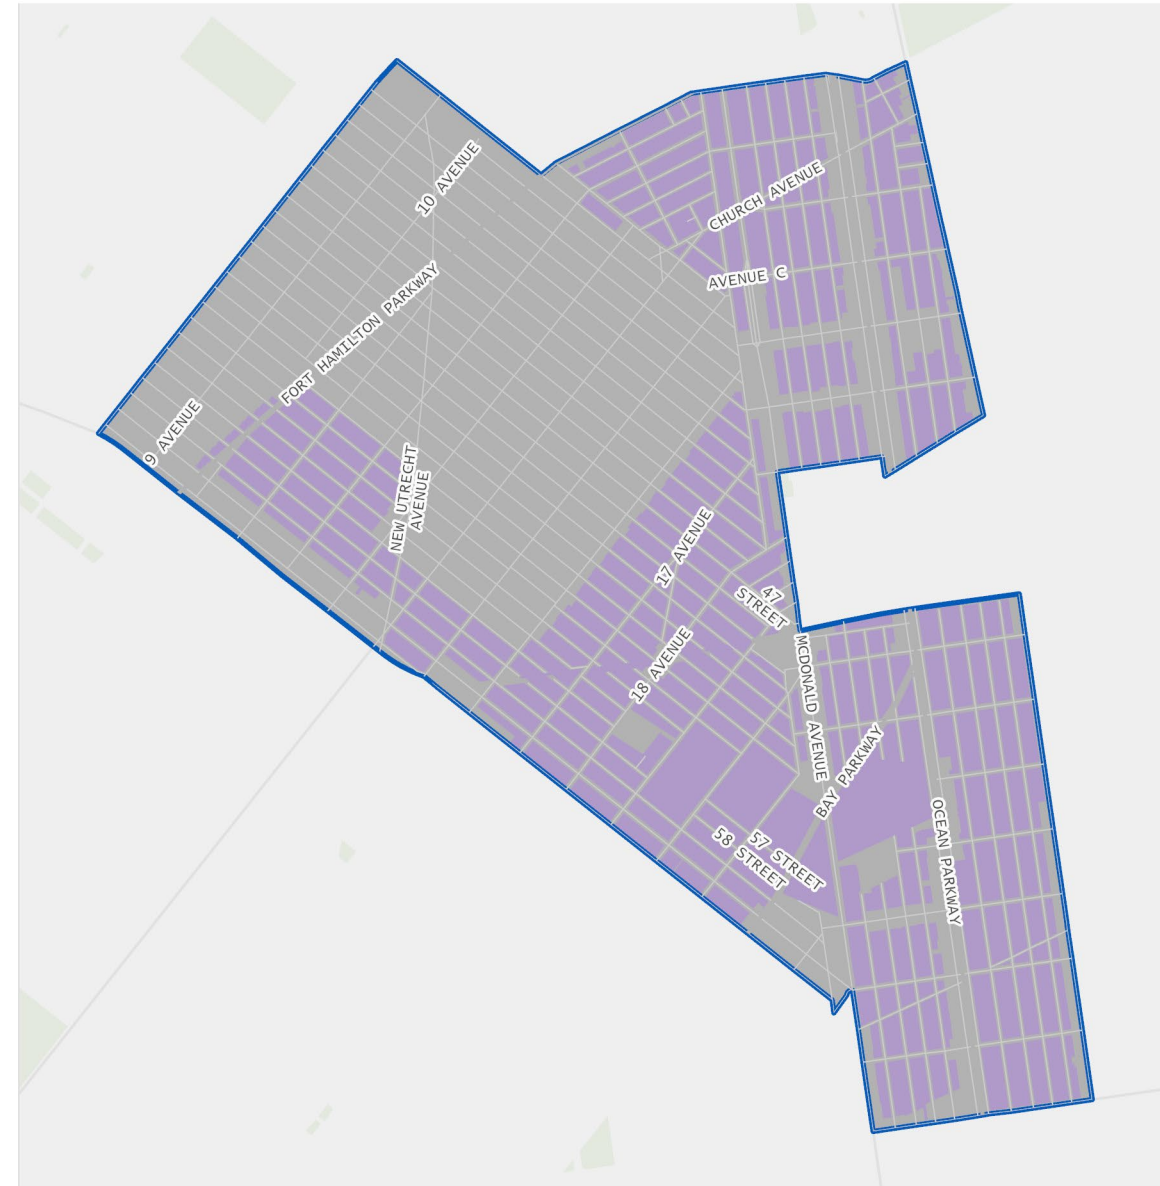 10 AVENUE
CHURCH AVENUE
AVENUE C
FORT HAMILTON PARKWAY
9 AVENUE
NEW UTRECHT
AVENUE
17 AVENUE
47
STREET
18 AVENUE
MCDONALD AVENUE
BAY PARKWAY
OCEAN PARKWAY
57 STREET
58 STREET